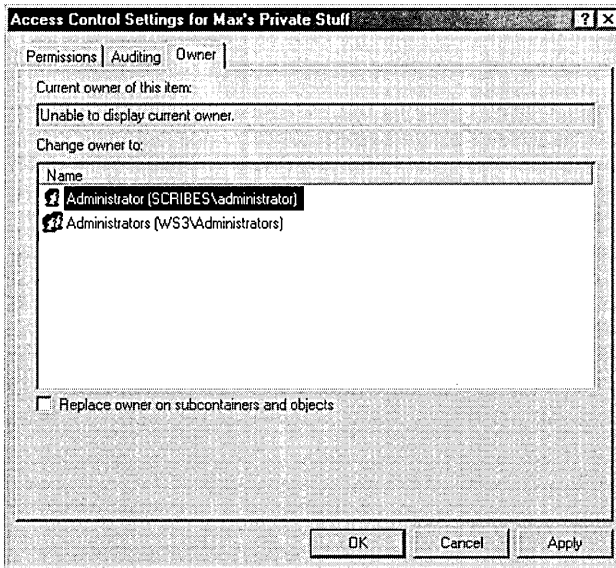 Access Control Settings for Max's Private Stuff
Permissions Auditing Owner
Current owner of this item:
Unable to display current owner.
Change owner to:
Name
Administrator (SCRIBES\administrator)
Administrators (WS3\Administrators)
Replace owner on subcontainers and objects
OK Cancel Apply